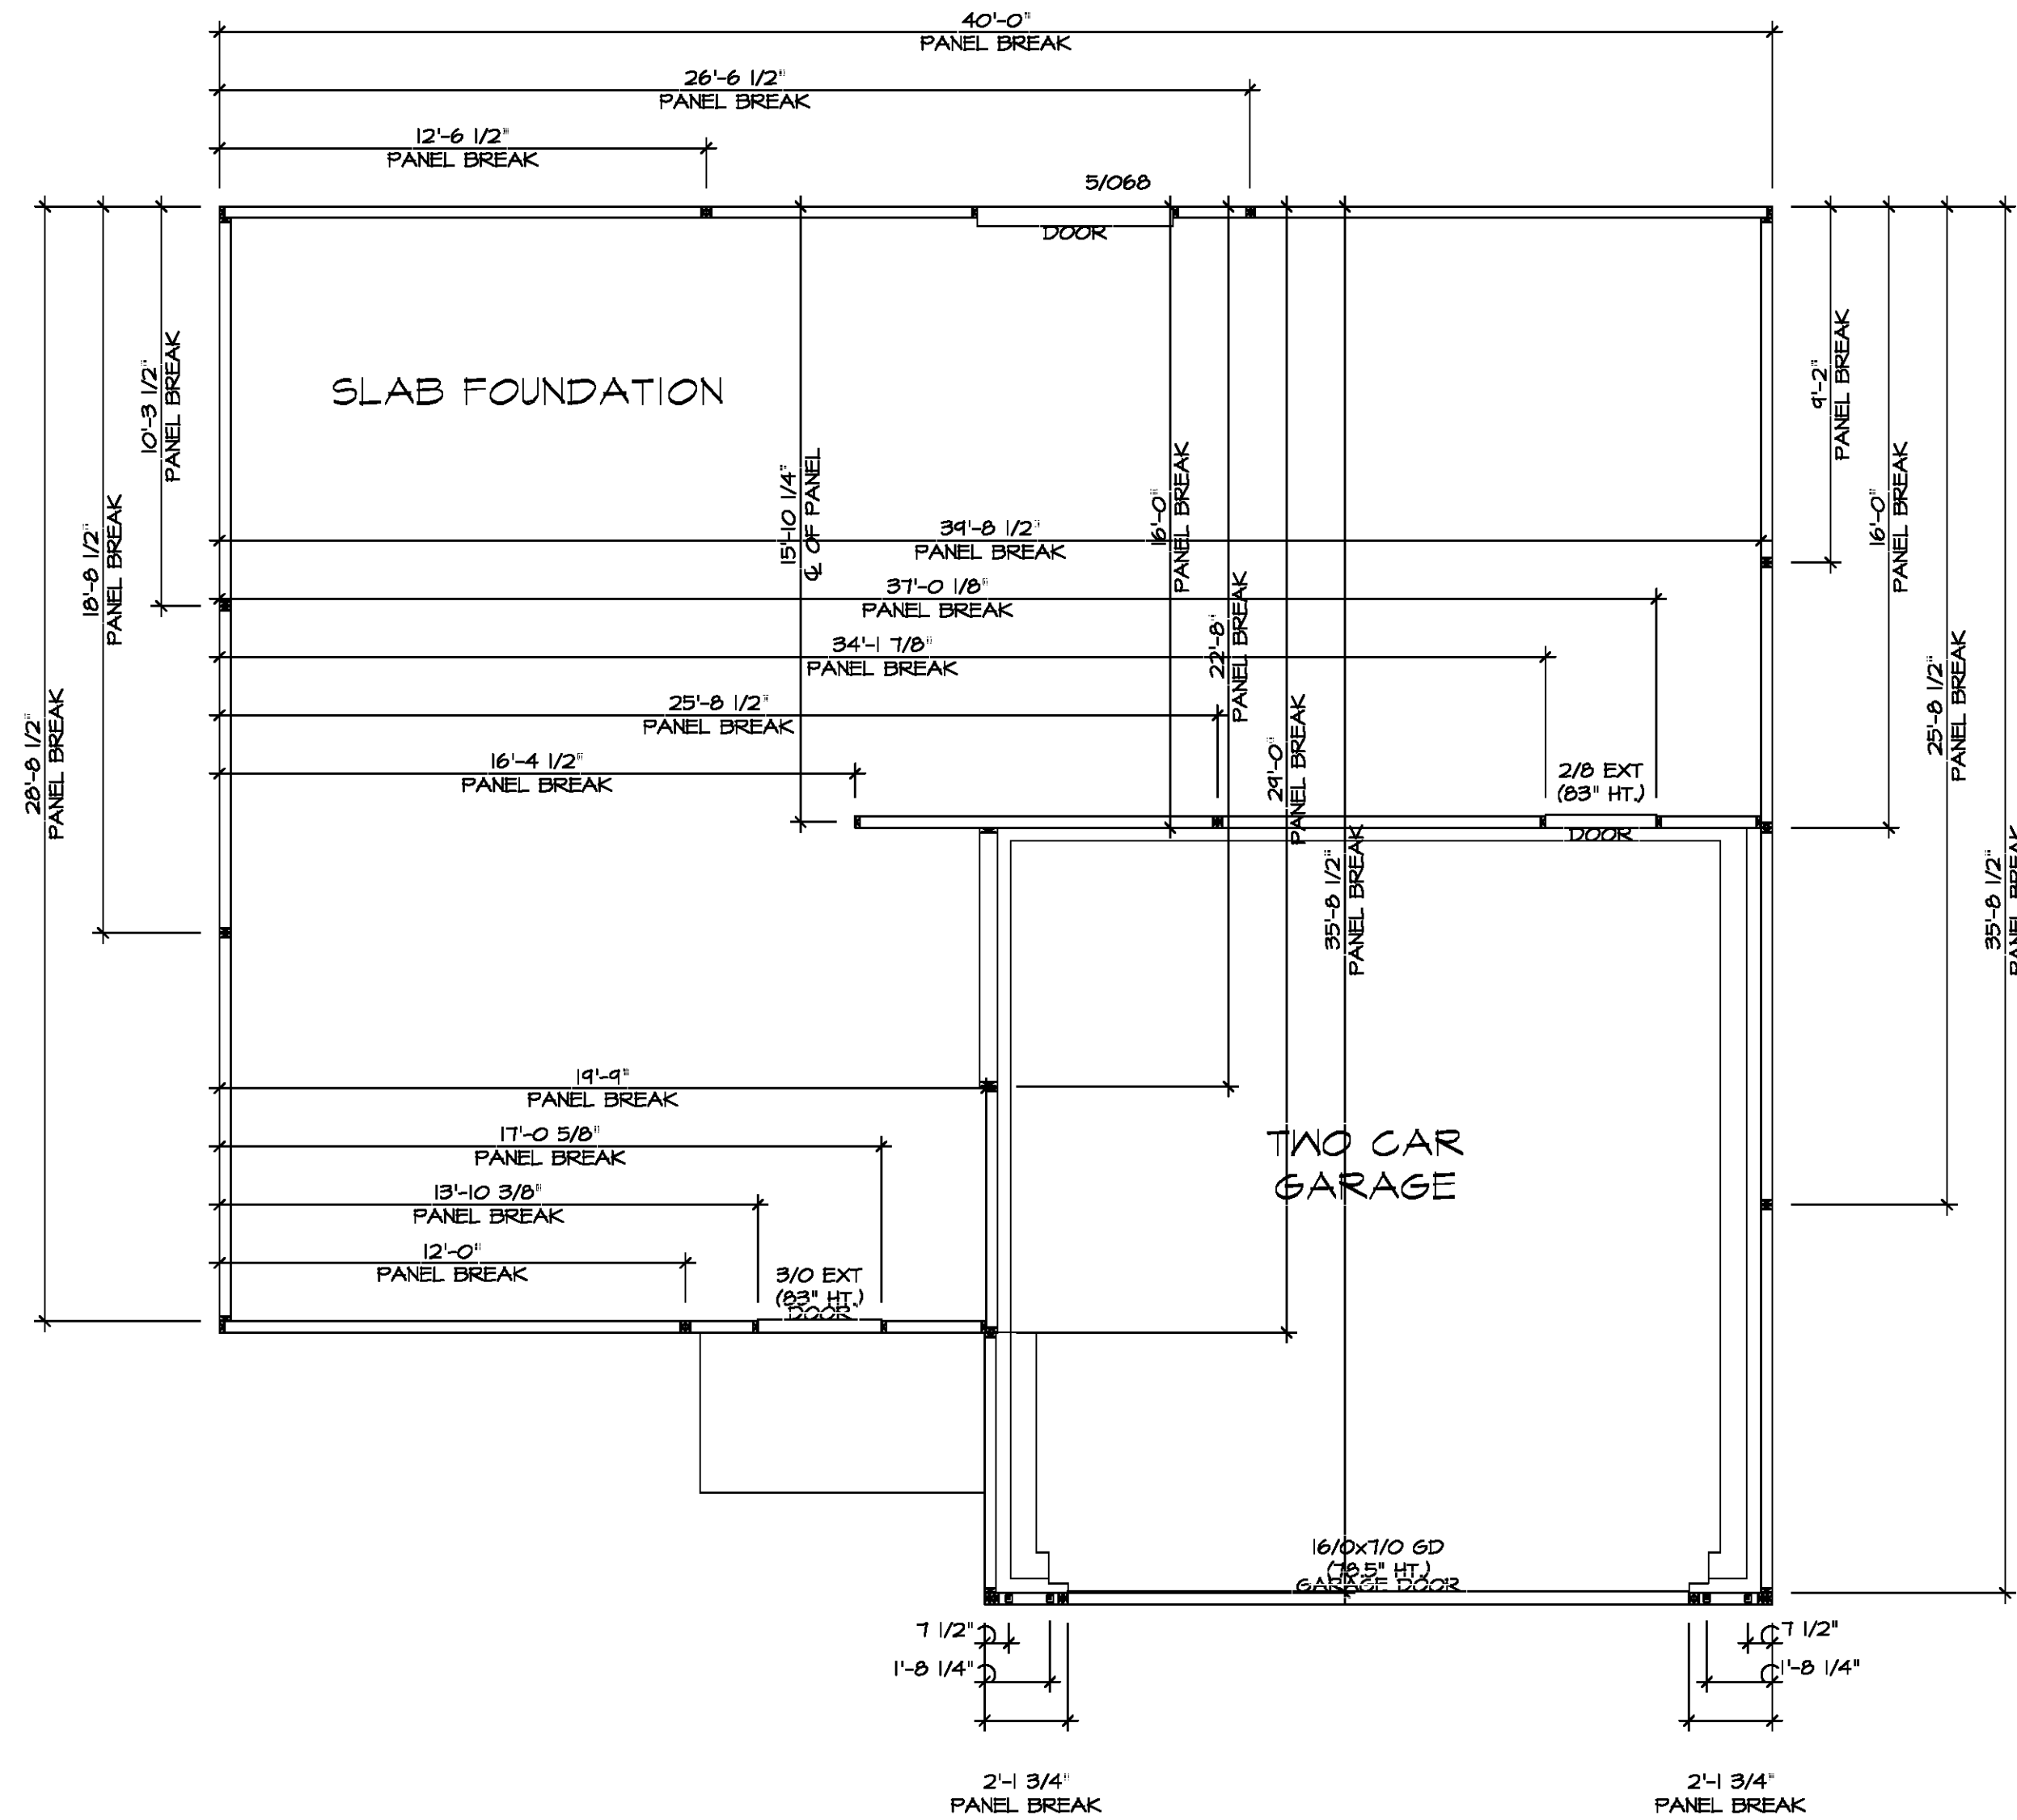 40'-0"
PANEL BREAK
26'-6 1/2"
PANEL BREAK
12'-6 1/2"
PANEL BREAK
5/068
DOOR
SLAB FOUNDATION
10'-3 1/2"
PANEL BREAK
18'-8 1/2"
PANEL BREAK
28'-8 1/2"
PANEL BREAK
15'-10 1/4"
℄ OF PANEL
16'-0"
PANEL BREAK
22'-8"
PANEL BREAK
29'-0"
PANEL BREAK
35'-8 1/2"
PANEL BREAK
9'-2"
PANEL BREAK
16'-0"
PANEL BREAK
25'-8 1/2"
PANEL BREAK
35'-8 1/2"
PANEL BREAK
39'-8 1/2"
PANEL BREAK
37'-0 1/8"
PANEL BREAK
34'-1 7/8"
PANEL BREAK
25'-8 1/2"
PANEL BREAK
16'-4 1/2"
PANEL BREAK
2/8 EXT
(83" HT.)
DOOR
19'-9"
PANEL BREAK
17'-0 5/8"
PANEL BREAK
13'-10 3/8"
PANEL BREAK
12'-0"
PANEL BREAK
3/0 EXT
(83" HT.)
DOOR
TWO CAR
GARAGE
16/0x7/0 GD
(78.5" HT.)
GARAGE DOOR
7 1/2"
1'-8 1/4"
2'-1 3/4"
PANEL BREAK
7 1/2"
1'-8 1/4"
2'-1 3/4"
PANEL BREAK